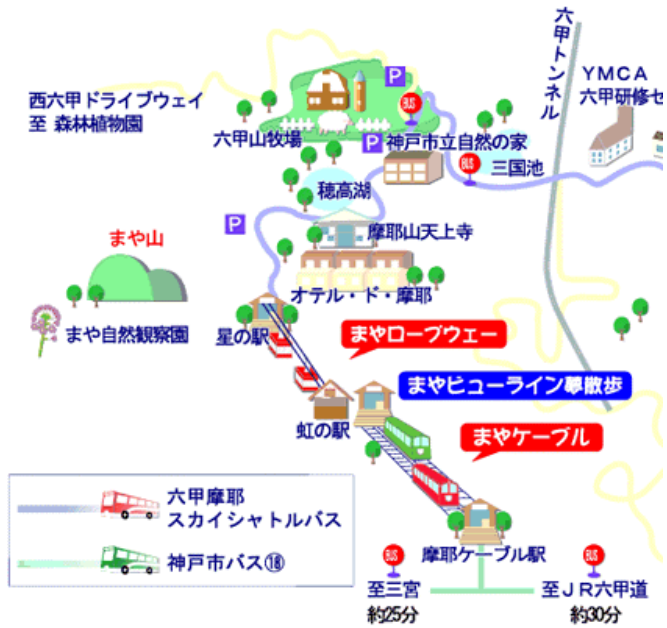 六甲トンネル
YMCA
六甲研修セ
西六甲ドライブウェイ
至 森林植物園
P
BUS
六甲山牧場
P
神戸市立自然の家
BUS
三国池
穂高湖
P
摩耶山天上寺
まや山
オテル・ド・摩耶
まや自然観察園
星の駅
まやロープウェー
まやビューライン夢散歩
虹の駅
まやケーブル
六甲摩耶
スカイシャトルバス
神戸市バス⑱
摩耶ケーブル駅
BUS
BUS
至三宮
約25分
至JR六甲道
約30分